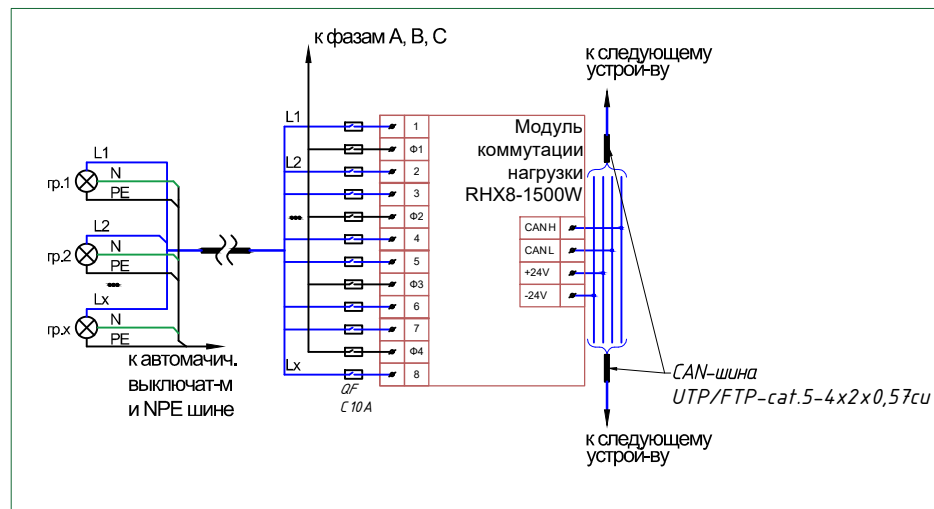 к фазам А, В, С
к следующему
устрой-ву
L1
1
Модуль
коммутации
нагрузки
RHX8-1500W
Ф1
L2
2
3
Ф2
4
5
Ф3
6
7
Ф4
Lx
8
QF
C10A
CAN H
CAN L
+24V
-24V
L1
N
гр.1
PE
L2
N
гр.2
PE
Lx
N
гр.x
PE
к автомачич.
выключат-м
и NPE шине
CAN-шина
UTP/FTP-cat.5-4x2x0,57cu
к следующему
устрой-ву